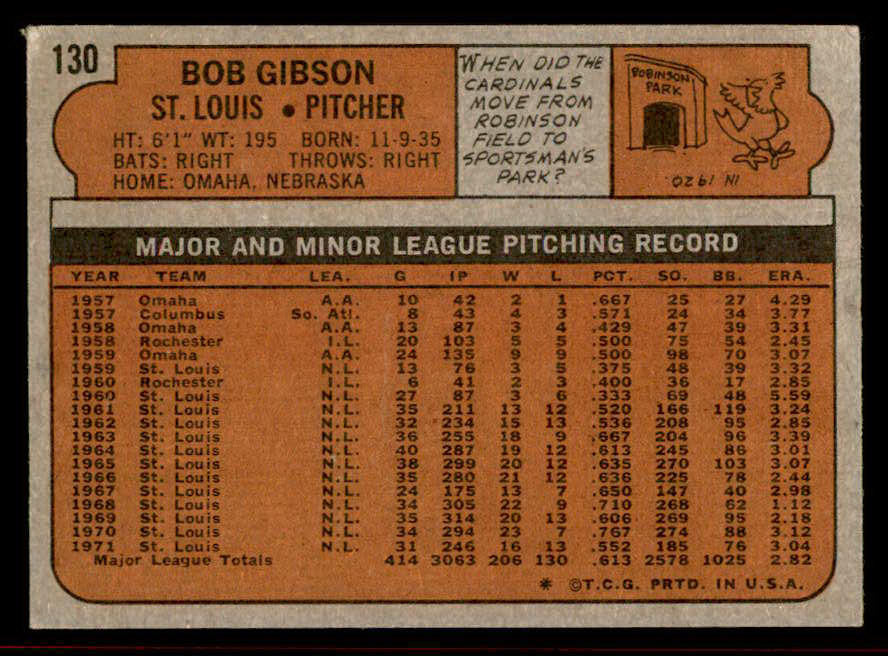 130
BOB GIBSON
ST. LOUIS • PITCHER
HT: 6'1" WT: 195 BORN: 11-9-35
BATS: RIGHT THROWS: RIGHT
HOME: OMAHA, NEBRASKA
WHEN DID THE
CARDINALS
MOVE FROM
ROBINSON
FIELD TO
SPORTSMAN'S
PARK?
ROBINSON
PARK
IN 1920.
MAJOR AND MINOR LEAGUE PITCHING RECORD
YEAR TEAM LEA. G IP W L PCT. SO. BB. ERA.
1957 Omaha A.A. 10 42 2 1 .667 25 27 4.29
1957 Columbus So. Atl. 8 43 4 3 .571 24 34 3.77
1958 Omaha A.A. 13 87 3 4 .429 47 39 3.31
1958 Rochester I.L. 20 103 5 5 .500 75 54 2.45
1959 Omaha A.A. 24 135 9 9 .500 98 70 3.07
1959 St. Louis N.L. 13 76 3 5 .375 48 39 3.32
1960 Rochester I.L. 6 41 2 3 .400 36 17 2.85
1960 St. Louis N.L. 27 87 3 6 .333 69 48 5.59
1961 St. Louis N.L. 35 211 13 12 .520 166 119 3.24
1962 St. Louis N.L. 32 234 15 13 .536 208 95 2.85
1963 St. Louis N.L. 36 255 18 9 .667 204 96 3.39
1964 St. Louis N.L. 40 287 19 12 .613 245 86 3.01
1965 St. Louis N.L. 38 299 20 12 .635 270 103 3.07
1966 St. Louis N.L. 35 280 21 12 .636 225 78 2.44
1967 St. Louis N.L. 24 175 13 7 .650 147 40 2.98
1968 St. Louis N.L. 34 305 22 9 .710 268 62 1.12
1969 St. Louis N.L. 35 314 20 13 .606 269 95 2.18
1970 St. Louis N.L. 34 294 23 7 .767 274 88 3.12
1971 St. Louis N.L. 31 246 16 13 .552 185 76 3.04
Major League Totals 414 3063 206 130 .613 2578 1025 2.82
* ©T.C.G. PRTD. IN U.S.A.